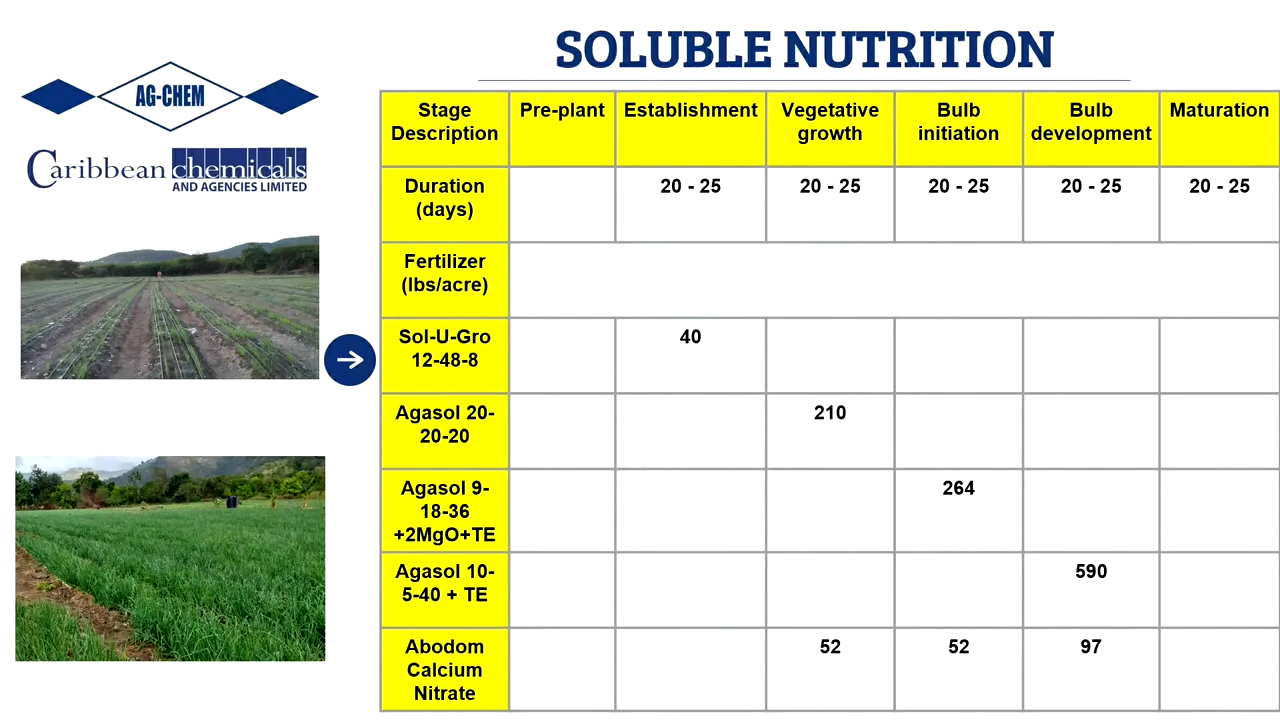 SOLUBLE NUTRITION
AG-CHEM
Caribbean chemicals
AND AGENCIES LIMITED
Stage Description
Pre-plant
Establishment
Vegetative growth
Bulb initiation
Bulb development
Maturation
Duration (days)
20 - 25
20 - 25
20 - 25
20 - 25
20 - 25
Fertilizer (lbs/acre)
Sol-U-Gro 12-48-8
40
Agasol 20-20-20
210
Agasol 9-18-36 +2MgO+TE
264
Agasol 10-5-40 + TE
590
Abodom Calcium Nitrate
52
52
97